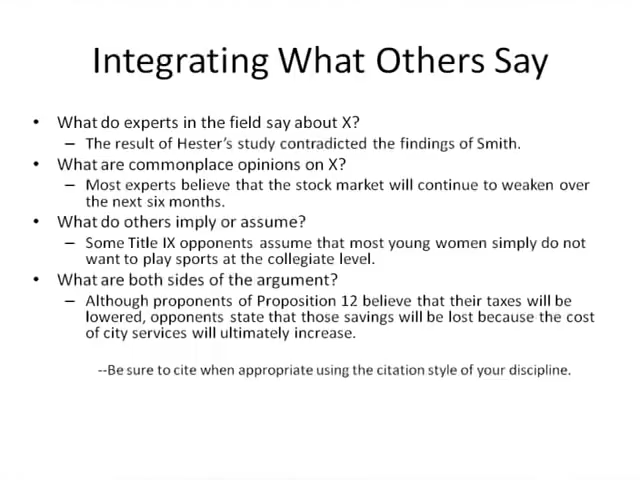 Integrating What Others Say
• What do experts in the field say about X?
– The result of Hester's study contradicted the findings of Smith.
• What are commonplace opinions on X?
– Most experts believe that the stock market will continue to weaken over
the next six months.
• What do others imply or assume?
– Some Title IX opponents assume that most young women simply do not
want to play sports at the collegiate level.
• What are both sides of the argument?
– Although proponents of Proposition 12 believe that their taxes will be
lowered, opponents state that those savings will be lost because the cost
of city services will ultimately increase.
--Be sure to cite when appropriate using the citation style of your discipline.